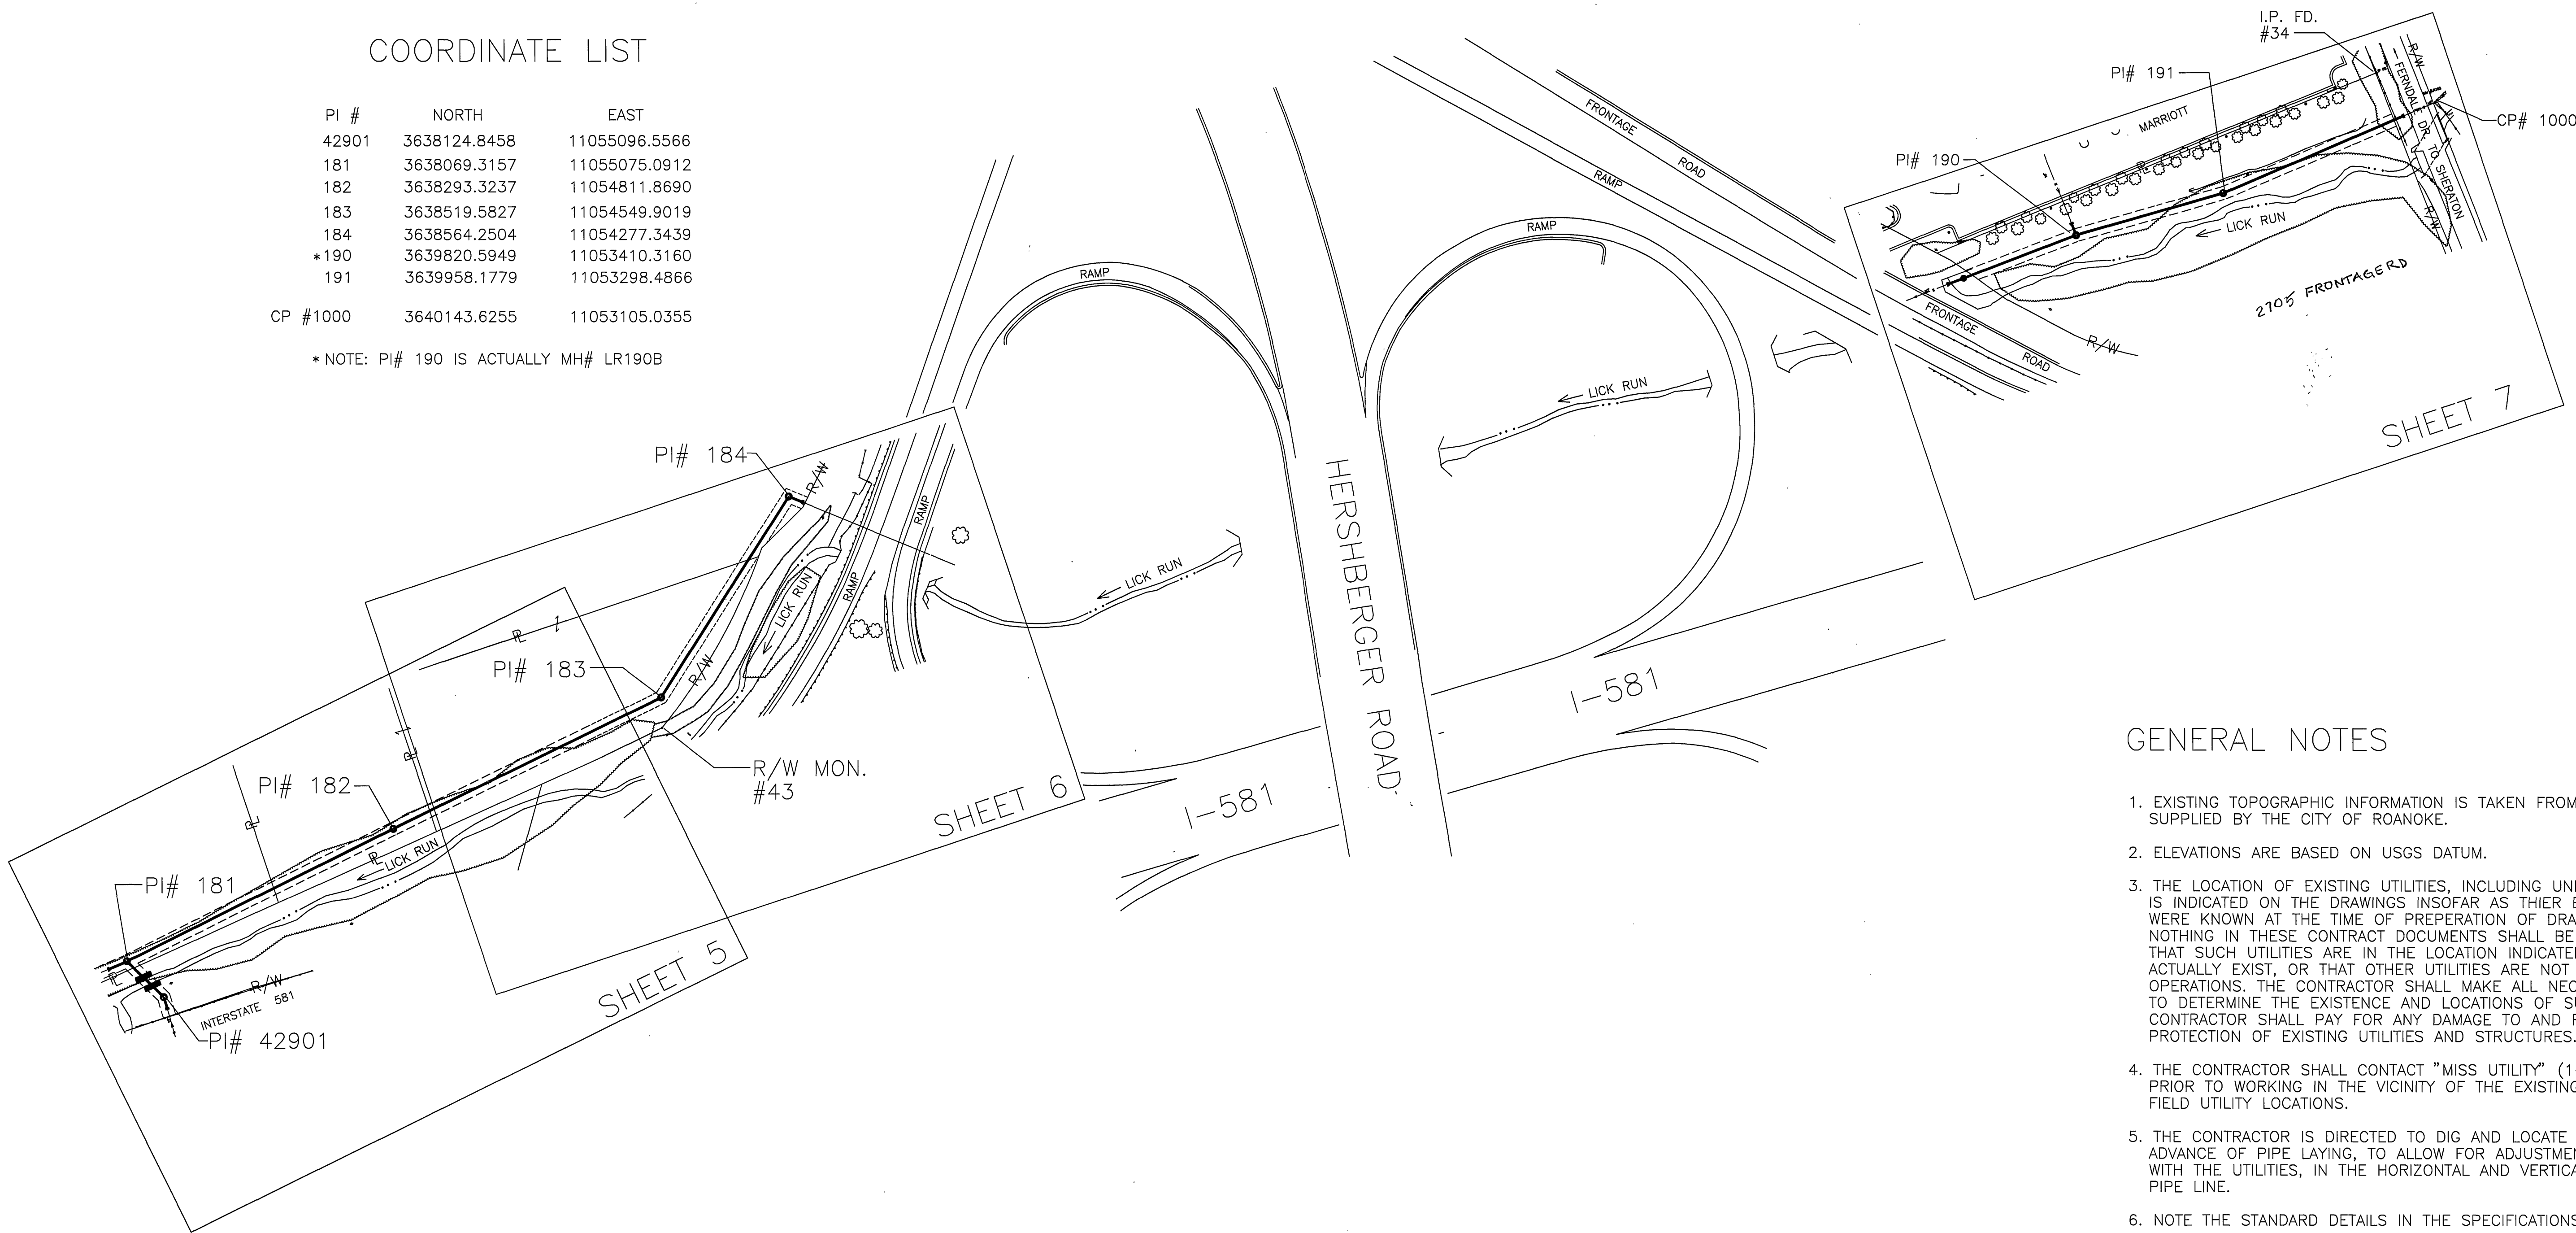 COORDINATE LIST
PI # NORTH EAST
42901 3638124.8458 11055096.5566
181 3638069.3157 11055075.0912
182 3638293.3237 11054811.8690
183 3638519.5827 11054549.9019
184 3638564.2504 11054277.3439
*190 3639820.5949 11053410.3160
191 3639958.1779 11053298.4866
CP #1000 3640143.6255 11053105.0355
* NOTE: PI# 190 IS ACTUALLY MH# LR190B
I.P. FD.
#34
PI# 191
PI# 190
CP# 1000
MARRIOTT
R/W
FERNDALE DR. TO SHERATON
R/W
LICK RUN
2705 FRONTAGE RD
R/W
SHEET 7
FRONTAGE
ROAD
RAMP
FRONTAGE
ROAD
RAMP
RAMP
LICK RUN
LICK RUN
HERSHBERGER ROAD
I-581
I-581
PI# 184
R/W
RAMP
RAMP
LICK RUN
R/W
PI# 183
R/W MON.
#43
SHEET 6
PL
PL
PL
PI# 182
PL
LICK RUN
PI# 181
PL
R/W
INTERSTATE 581
PI# 42901
SHEET 5
GENERAL NOTES
1. EXISTING TOPOGRAPHIC INFORMATION IS TAKEN FROM
SUPPLIED BY THE CITY OF ROANOKE.
2. ELEVATIONS ARE BASED ON USGS DATUM.
3. THE LOCATION OF EXISTING UTILITIES, INCLUDING
IS INDICATED ON THE DRAWINGS INSOFAR AS THIER
WERE KNOWN AT THE TIME OF PREPERATION OF
NOTHING IN THESE CONTRACT DOCUMENTS SHALL BE
THAT SUCH UTILITIES ARE IN THE LOCATION
ACTUALLY EXIST, OR THAT OTHER UTILITIES ARE NOT
OPERATIONS. THE CONTRACTOR SHALL MAKE ALL
TO DETERMINE THE EXISTENCE AND LOCATIONS OF
CONTRACTOR SHALL PAY FOR ANY DAMAGE TO AND
PROTECTION OF EXISTING UTILITIES AND STRUCTURES.
4. THE CONTRACTOR SHALL CONTACT "MISS UTILITY"
PRIOR TO WORKING IN THE VICINITY OF THE EXISTING
FIELD UTILITY LOCATIONS.
5. THE CONTRACTOR IS DIRECTED TO DIG AND LOCATE
ADVANCE OF PIPE LAYING, TO ALLOW FOR
WITH THE UTILITIES, IN THE HORIZONTAL AND
PIPE LINE.
6. NOTE THE STANDARD DETAILS IN THE SPECIFICATIONS